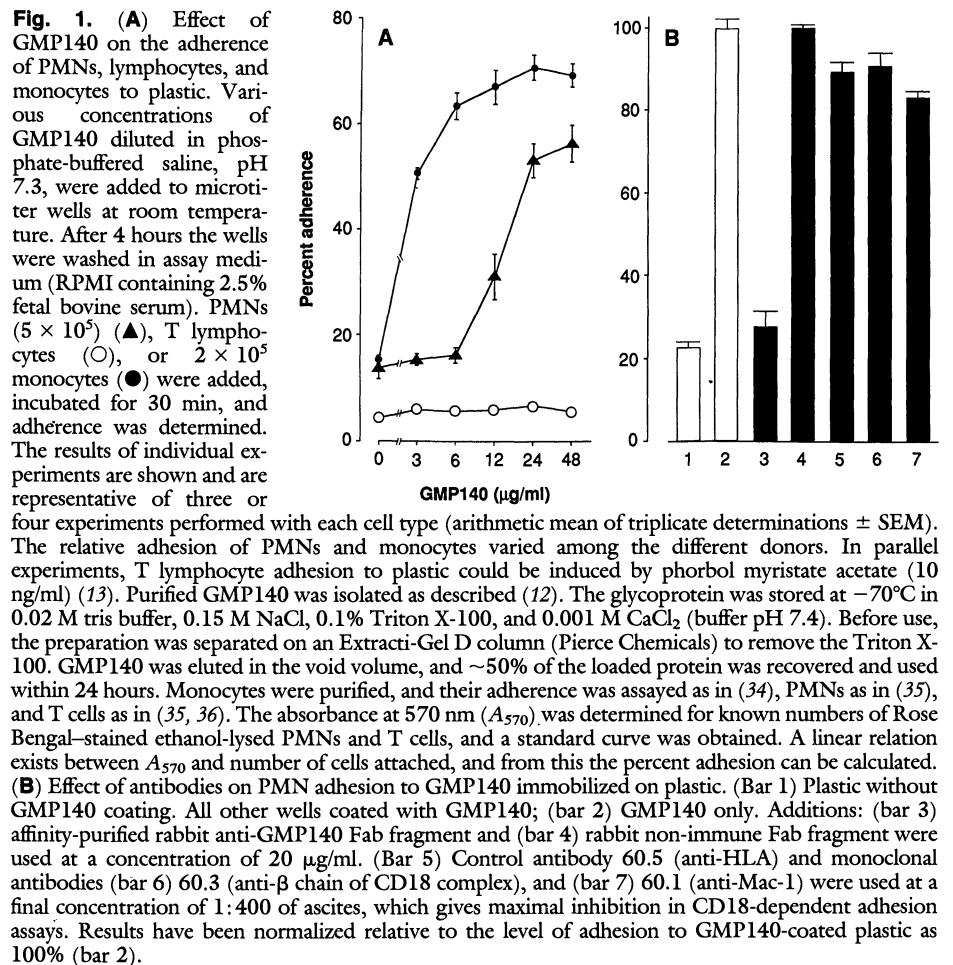 Fig. 1. (A) Effect of
GMP140 on the adherence
of PMNs, lymphocytes, and
monocytes to plastic. Vari-
ous concentrations of
GMP140 diluted in phos-
phate-buffered saline, pH
7.3, were added to microti-
ter wells at room tempera-
ture. After 4 hours the wells
were washed in assay medi-
um (RPMI containing 2.5%
fetal bovine serum). PMNs
(5 × 10⁵) (▲), T lympho-
cytes (○), or 2 × 10⁵
monocytes (●) were added,
incubated for 30 min, and
adherence was determined.
The results of individual ex-
periments are shown and are
representative of three or
four experiments performed with each cell type (arithmetic mean of triplicate determinations ± SEM).
The relative adhesion of PMNs and monocytes varied among the different donors. In parallel
experiments, T lymphocyte adhesion to plastic could be induced by phorbol myristate acetate (10
ng/ml) (13). Purified GMP140 was isolated as described (12). The glycoprotein was stored at −70°C in
0.02 M tris buffer, 0.15 M NaCl, 0.1% Triton X-100, and 0.001 M CaCl₂ (buffer pH 7.4). Before use,
the preparation was separated on an Extracti-Gel D column (Pierce Chemicals) to remove the Triton X-
100. GMP140 was eluted in the void volume, and ~50% of the loaded protein was recovered and used
within 24 hours. Monocytes were purified, and their adherence was assayed as in (34), PMNs as in (35),
and T cells as in (35, 36). The absorbance at 570 nm (A₅₇₀) was determined for known numbers of Rose
Bengal–stained ethanol-lysed PMNs and T cells, and a standard curve was obtained. A linear relation
exists between A₅₇₀ and number of cells attached, and from this the percent adhesion can be calculated.
(B) Effect of antibodies on PMN adhesion to GMP140 immobilized on plastic. (Bar 1) Plastic without
GMP140 coating. All other wells coated with GMP140; (bar 2) GMP140 only. Additions: (bar 3)
affinity-purified rabbit anti-GMP140 Fab fragment and (bar 4) rabbit non-immune Fab fragment were
used at a concentration of 20 μg/ml. (Bar 5) Control antibody 60.5 (anti-HLA) and monoclonal
antibodies (bar 6) 60.3 (anti-β chain of CD18 complex), and (bar 7) 60.1 (anti-Mac-1) were used at a
final concentration of 1:400 of ascites, which gives maximal inhibition in CD18-dependent adhesion
assays. Results have been normalized relative to the level of adhesion to GMP140-coated plastic as
100% (bar 2).
A
Percent adherence
80
60
40
20
0
0 3 6 12 24 48
GMP140 (μg/ml)
B
100
80
60
40
20
0
1 2 3 4 5 6 7